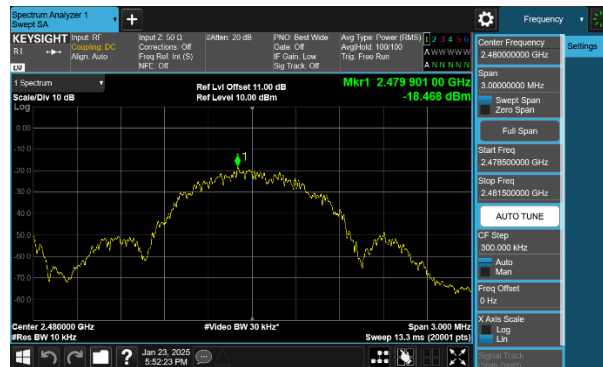 Spectrum Analyzer 1
Swept SA
+
Frequency
KEYSIGHT
RL
LXI
Input: RF
Coupling: DC
Align: Auto
Input Z: 50 Ω
Corrections: Off
Freq Ref: Int (S)
NFE: Off
#Atten: 20 dB
PNO: Best Wide
Gate: Off
IF Gain: Low
Sig Track: Off
Avg Type: Power (RMS)
Avg|Hold: 100/100
Trig: Free Run
1 2 3 4 5 6
A W W W W W
A N N N N N
1 Spectrum
Scale/Div 10 dB
Log
Ref Lvl Offset 11.00 dB
Ref Level 10.00 dBm
Mkr1 2.479 901 00 GHz
-18.468 dBm
0.00
-10.0
-20.0
-30.0
-40.0
-50.0
-60.0
-70.0
-80.0
1
Center 2.480000 GHz
#Res BW 10 kHz
#Video BW 30 kHz*
Span 3.000 MHz
Sweep 13.3 ms (20001 pts)
Jan 23, 2025
5:52:23 PM
?
Center Frequency
2.480000000 GHz
Settings
Span
3.00000000 MHz
Swept Span
Zero Span
Full Span
Start Freq
2.478500000 GHz
Stop Freq
2.481500000 GHz
AUTO TUNE
CF Step
300.000 kHz
Auto
Man
Freq Offset
0 Hz
X Axis Scale
Log
Lin
Signal Track
(Span Zoom)